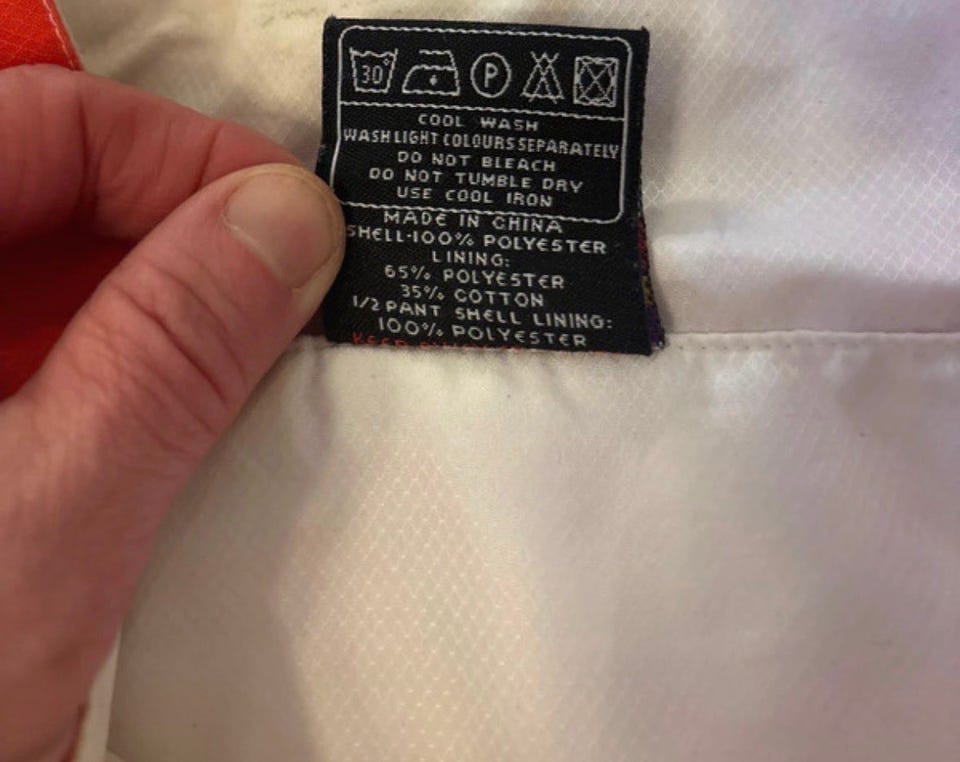 30°
P
COOL WASH
WASH LIGHT COLOURS SEPARATELY
DO NOT BLEACH
DO NOT TUMBLE DRY
USE COOL IRON
MADE IN CHINA
SHELL-100% POLYESTER
LINING:
65% POLYESTER
35% COTTON
1/2 PANT SHELL LINING:
100% POLYESTER
KEEP